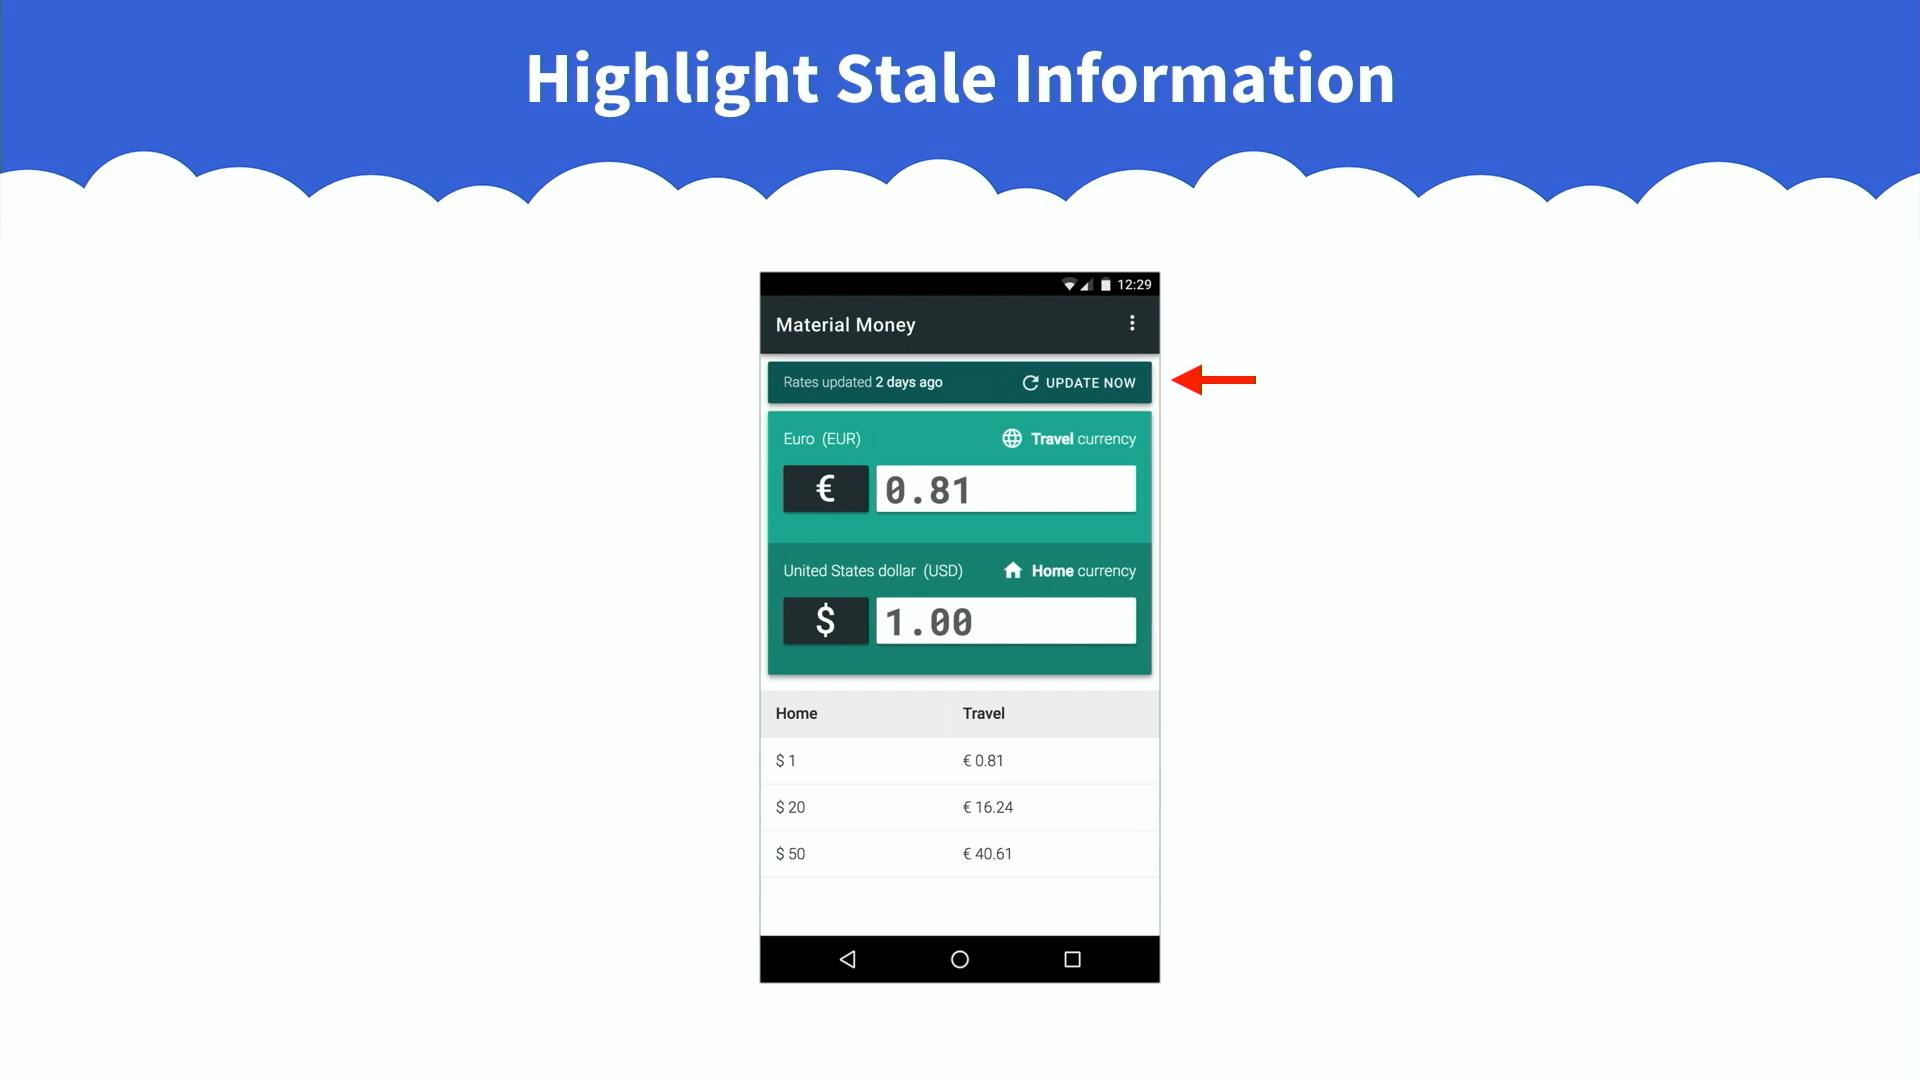 Highlight Stale Information
12:29
Material Money
Rates updated 2 days ago UPDATE NOW
Euro (EUR) Travel currency
€ 0.81
United States dollar (USD) Home currency
$ 1.00
Home Travel
$ 1 € 0.81
$ 20 € 16.24
$ 50 € 40.61